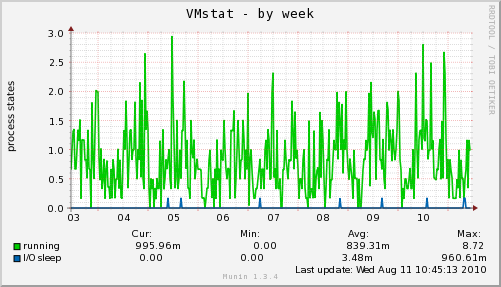 VMstat - by week
RRDTOOL / TOBI OETIKER
process states
3.0
2.5
2.0
1.5
1.0
0.5
0.0
03 04 05 06 07 08 09 10
Cur: Min: Avg: Max:
running 995.96m 0.00 839.31m 8.72
I/O sleep 0.00 0.00 3.48m 960.61m
Last update: Wed Aug 11 10:45:13 2010
Munin 1.3.4